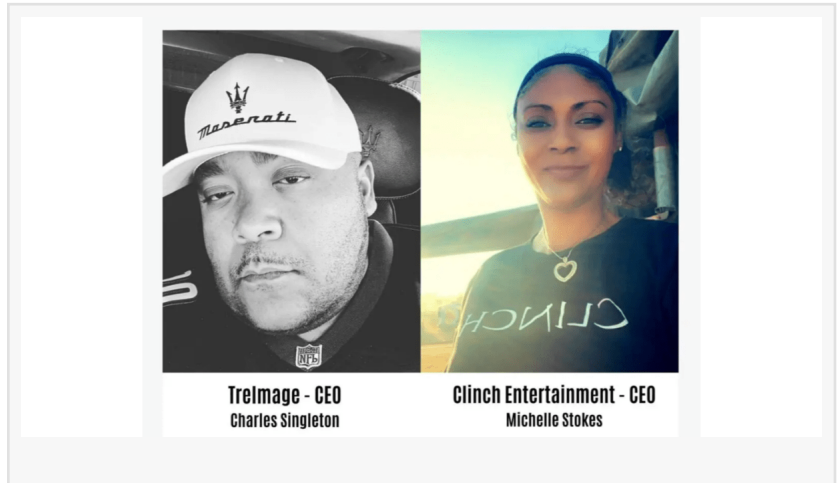 Maserati
NFL
CLINCH
TreImage - CEO
Charles Singleton
Clinch Entertainment - CEO
Michelle Stokes